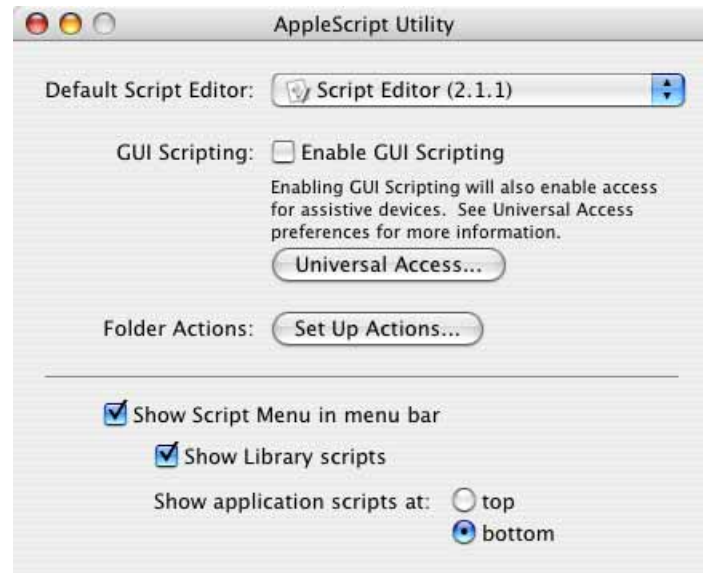 AppleScript Utility
Default Script Editor: Script Editor (2.1.1)
GUI Scripting: Enable GUI Scripting
Enabling GUI Scripting will also enable access
for assistive devices. See Universal Access
preferences for more information.
Universal Access...
Folder Actions: Set Up Actions...
Show Script Menu in menu bar
Show Library scripts
Show application scripts at: top
bottom